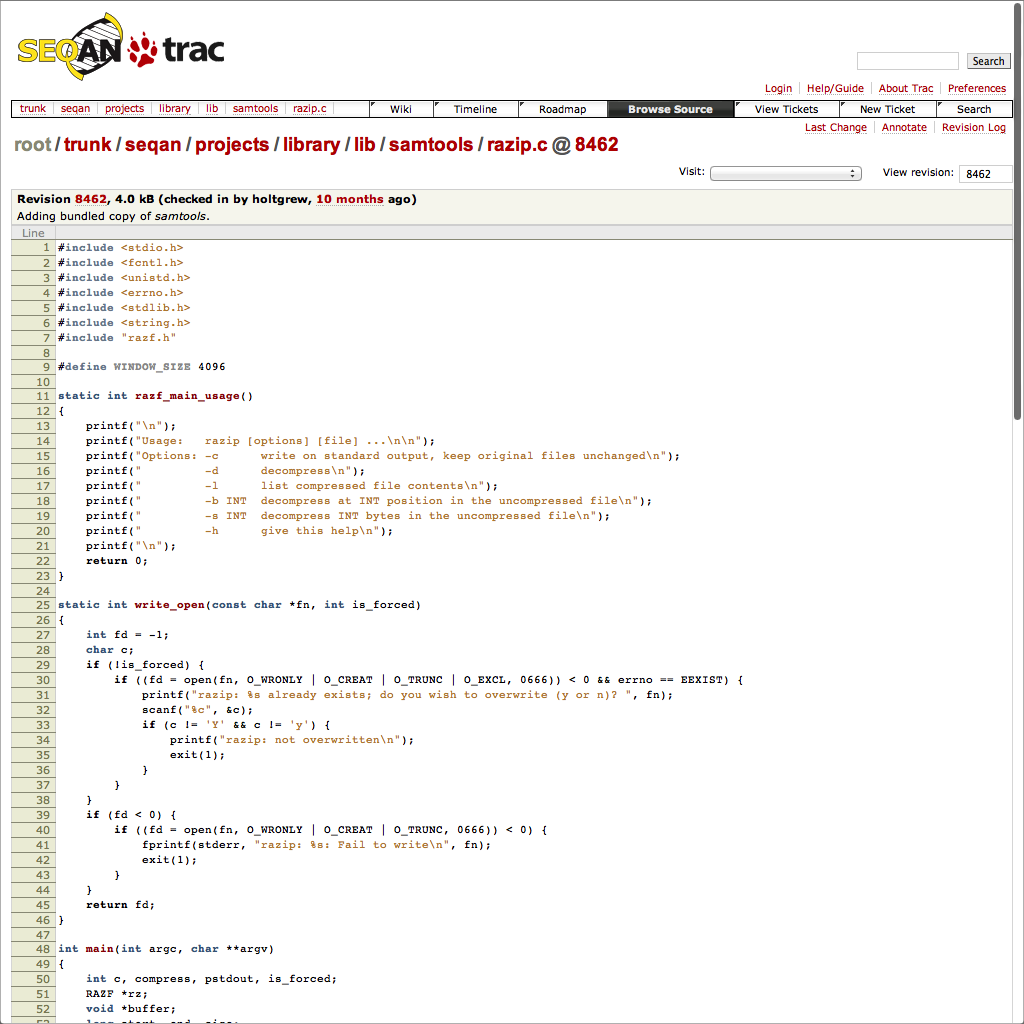 SEQAN trac
Search
Login Help/Guide About Trac Preferences
trunk seqan projects library lib samtools razip.c Wiki Timeline Roadmap Browse Source View Tickets New Ticket Search
Last Change Annotate Revision Log
root / trunk / seqan / projects / library / lib / samtools / razip.c @ 8462
Visit: View revision: 8462
Revision 8462, 4.0 kB (checked in by holtgrew, 10 months ago)
Adding bundled copy of samtools.
Line
1 #include <stdio.h>
2 #include <fcntl.h>
3 #include <unistd.h>
4 #include <errno.h>
5 #include <stdlib.h>
6 #include <string.h>
7 #include "razf.h"
8
9 #define WINDOW_SIZE 4096
10
11 static int razf_main_usage()
12 {
13     printf("\n");
14     printf("Usage:   razip [options] [file] ...\n\n");
15     printf("Options: -c      write on standard output, keep original files unchanged\n");
16     printf("         -d      decompress\n");
17     printf("         -l      list compressed file contents\n");
18     printf("         -b INT  decompress at INT position in the uncompressed file\n");
19     printf("         -s INT  decompress INT bytes in the uncompressed file\n");
20     printf("         -h      give this help\n");
21     printf("\n");
22     return 0;
23 }
24
25 static int write_open(const char *fn, int is_forced)
26 {
27     int fd = -1;
28     char c;
29     if (!is_forced) {
30         if ((fd = open(fn, O_WRONLY | O_CREAT | O_TRUNC | O_EXCL, 0666)) < 0 && errno == EEXIST) {
31             printf("razip: %s already exists; do you wish to overwrite (y or n)? ", fn);
32             scanf("%c", &c);
33             if (c != 'Y' && c != 'y') {
34                 printf("razip: not overwritten\n");
35                 exit(1);
36             }
37         }
38     }
39     if (fd < 0) {
40         if ((fd = open(fn, O_WRONLY | O_CREAT | O_TRUNC, 0666)) < 0) {
41             fprintf(stderr, "razip: %s: Fail to write\n", fn);
42             exit(1);
43         }
44     }
45     return fd;
46 }
47
48 int main(int argc, char **argv)
49 {
50     int c, compress, pstdout, is_forced;
51     RAZF *rz;
52     void *buffer;